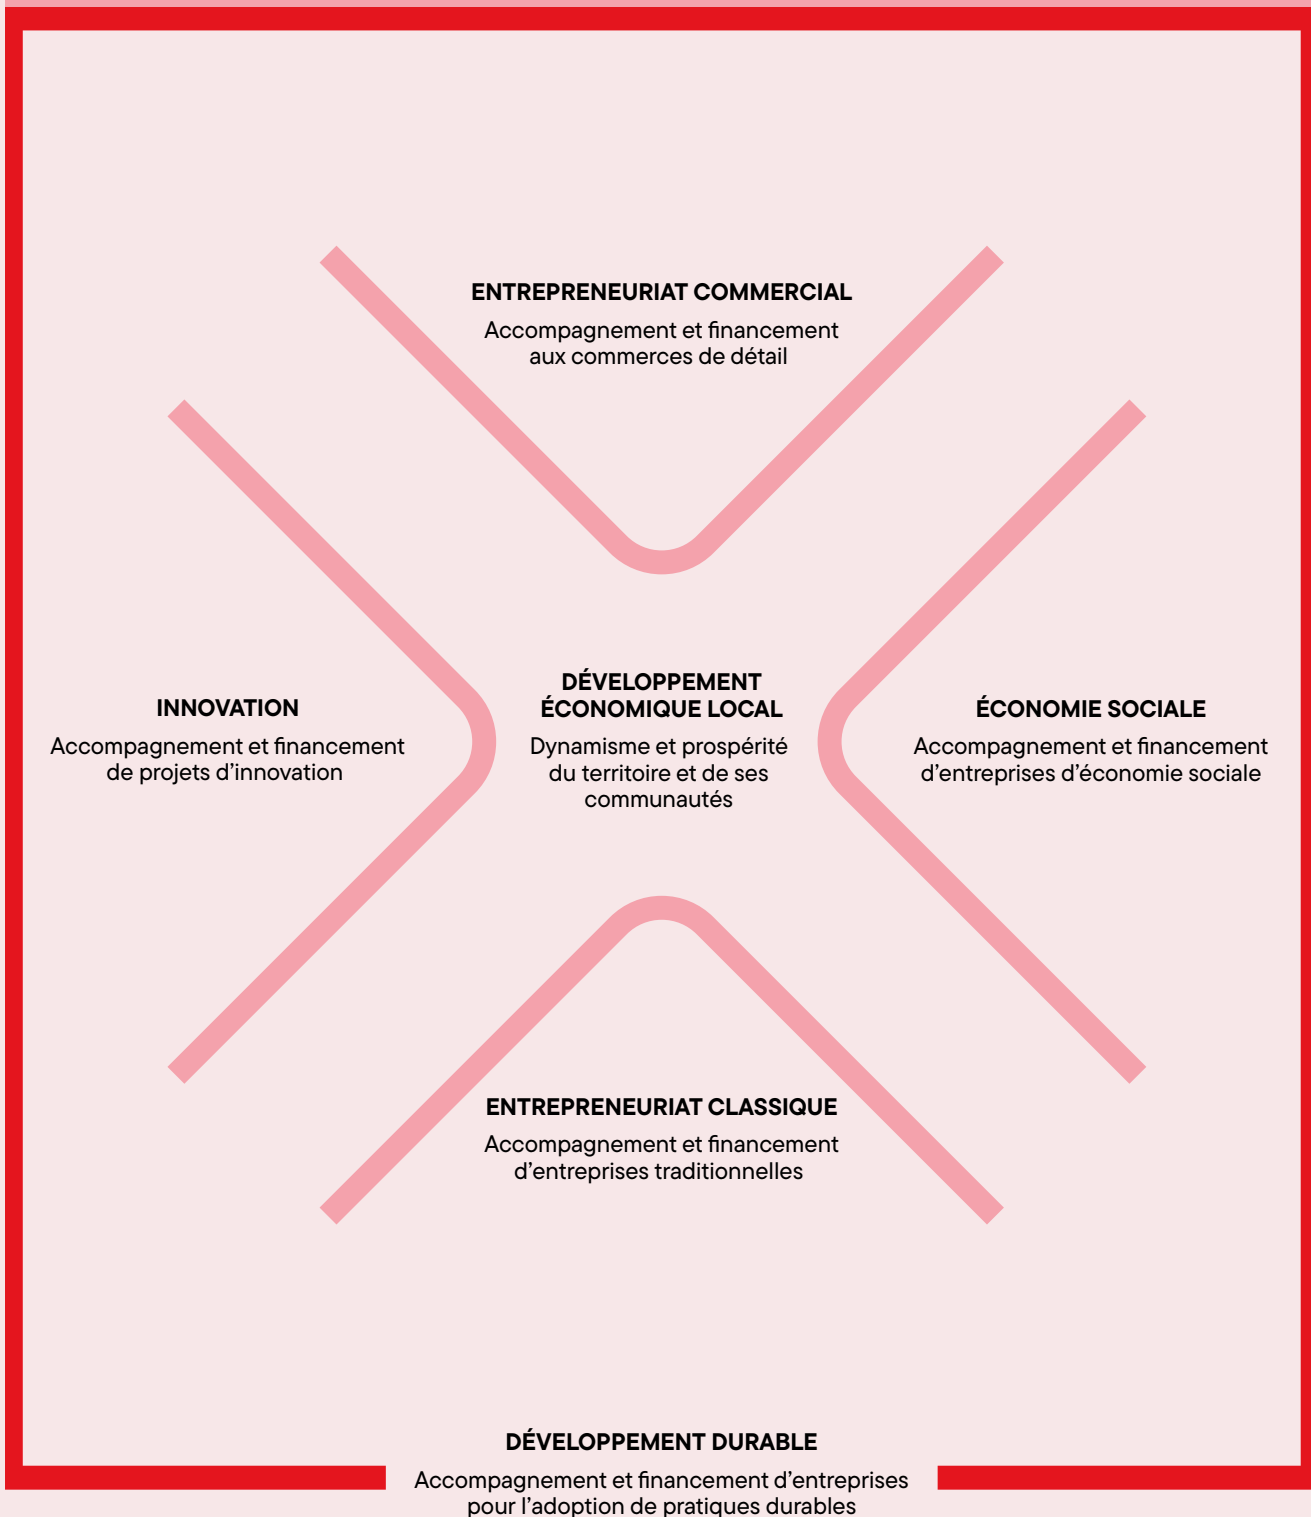 ENTREPRENEURIAT COMMERCIAL
Accompagnement et financement
aux commerces de détail
INNOVATION
Accompagnement et financement
de projets d’innovation
DÉVELOPPEMENT
ÉCONOMIQUE LOCAL
Dynamisme et prospérité
du territoire et de ses
communautés
ÉCONOMIE SOCIALE
Accompagnement et financement
d’entreprises d’économie sociale
ENTREPRENEURIAT CLASSIQUE
Accompagnement et financement
d’entreprises traditionnelles
DÉVELOPPEMENT DURABLE
Accompagnement et financement d’entreprises
pour l’adoption de pratiques durables